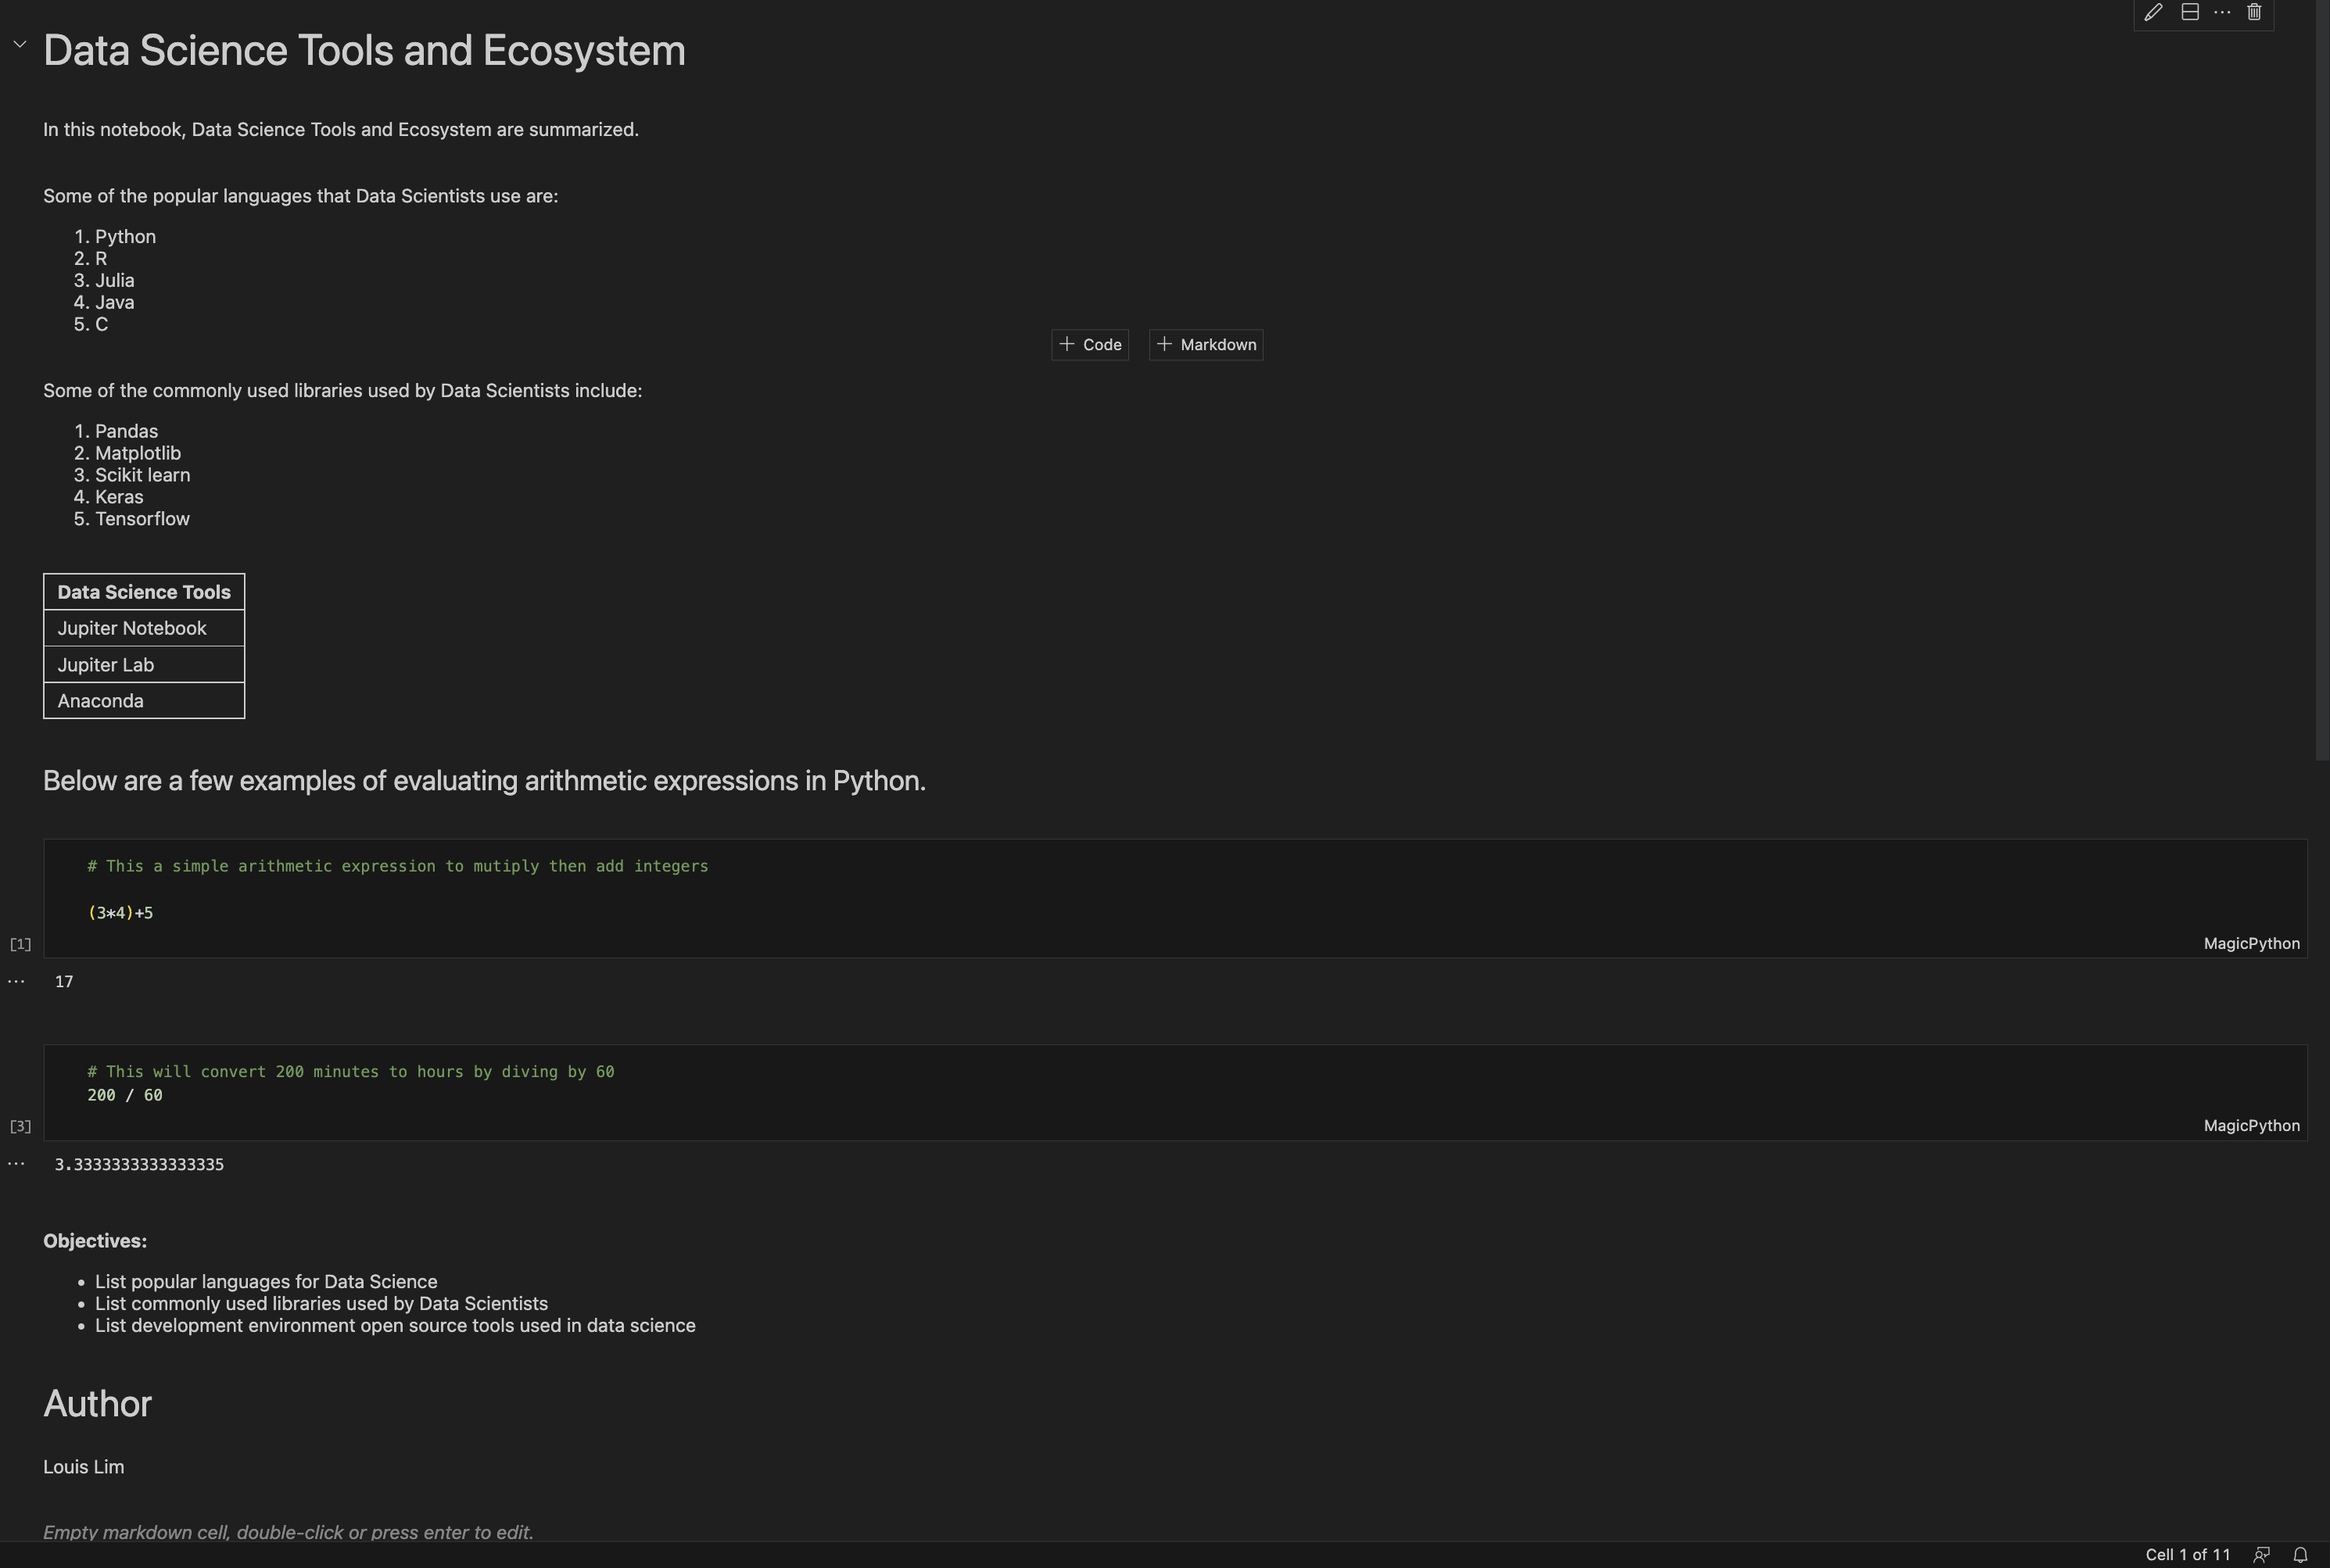 Data Science Tools and Ecosystem
In this notebook, Data Science Tools and Ecosystem are summarized.
Some of the popular languages that Data Scientists use are:
1. Python
2. R
3. Julia
4. Java
5. C
Code Markdown
Some of the commonly used libraries used by Data Scientists include:
1. Pandas
2. Matplotlib
3. Scikit learn
4. Keras
5. Tensorflow
Data Science Tools
Jupiter Notebook
Jupiter Lab
Anaconda
Below are a few examples of evaluating arithmetic expressions in Python.
# This a simple arithmetic expression to mutiply then add integers
(3*4)+5
[1] MagicPython
17
# This will convert 200 minutes to hours by diving by 60
200 / 60
[3] MagicPython
3.3333333333333335
Objectives:
• List popular languages for Data Science
• List commonly used libraries used by Data Scientists
• List development environment open source tools used in data science
Author
Louis Lim
Empty markdown cell, double-click or press enter to edit.
Cell 1 of 11